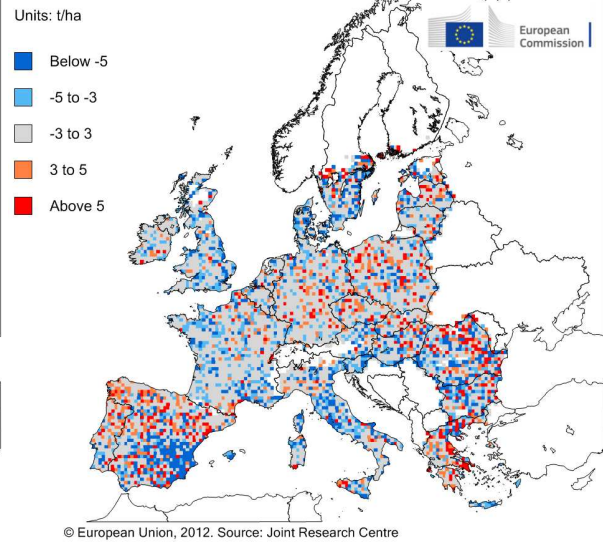 Units: t/ha
European
Commission
Below -5
-5 to -3
-3 to 3
3 to 5
Above 5
© European Union, 2012. Source: Joint Research Centre